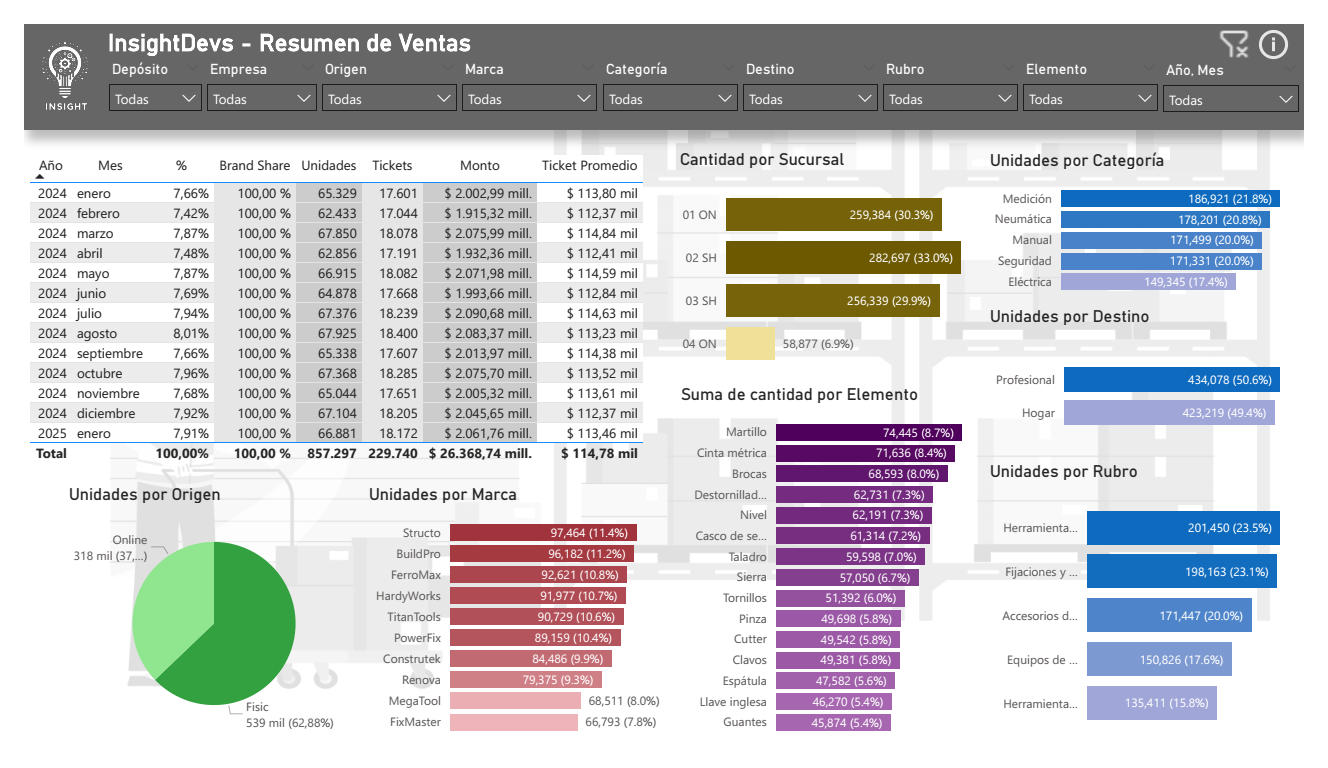 InsightDevs - Resumen de Ventas
INSIGHT
Depósito Empresa Origen Marca Categoría Destino Rubro Elemento Año, Mes
Todas Todas Todas Todas Todas Todas Todas Todas Todas
Año Mes % Brand Share Unidades Tickets Monto Ticket Promedio
2024 enero 7,66% 100,00 % 65.329 17.601 $ 2.002,99 mill. $ 113,80 mil
2024 febrero 7,42% 100,00 % 62.433 17.044 $ 1.915,32 mill. $ 112,37 mil
2024 marzo 7,87% 100,00 % 67.850 18.078 $ 2.075,99 mill. $ 114,84 mil
2024 abril 7,48% 100,00 % 62.856 17.191 $ 1.932,36 mill. $ 112,41 mil
2024 mayo 7,87% 100,00 % 66.915 18.082 $ 2.071,98 mill. $ 114,59 mil
2024 junio 7,69% 100,00 % 64.878 17.668 $ 1.993,66 mill. $ 112,84 mil
2024 julio 7,94% 100,00 % 67.376 18.239 $ 2.090,68 mill. $ 114,63 mil
2024 agosto 8,01% 100,00 % 67.925 18.400 $ 2.083,37 mill. $ 113,23 mil
2024 septiembre 7,66% 100,00 % 65.338 17.607 $ 2.013,97 mill. $ 114,38 mil
2024 octubre 7,96% 100,00 % 67.368 18.285 $ 2.075,70 mill. $ 113,52 mil
2024 noviembre 7,68% 100,00 % 65.044 17.651 $ 2.005,32 mill. $ 113,61 mil
2024 diciembre 7,92% 100,00 % 67.104 18.205 $ 2.045,65 mill. $ 112,37 mil
2025 enero 7,91% 100,00 % 66.881 18.172 $ 2.061,76 mill. $ 113,46 mil
Total 100,00% 100,00 % 857.297 229.740 $ 26.368,74 mill. $ 114,78 mil
Cantidad por Sucursal
01 ON 259,384 (30.3%)
02 SH 282,697 (33.0%)
03 SH 256,339 (29.9%)
04 ON 58,877 (6.9%)
Unidades por Categoría
Medición 186,921 (21.8%)
Neumática 178,201 (20.8%)
Manual 171,499 (20.0%)
Seguridad 171,331 (20.0%)
Eléctrica 149,345 (17.4%)
Unidades por Destino
Profesional 434,078 (50.6%)
Hogar 423,219 (49.4%)
Suma de cantidad por Elemento
Martillo 74,445 (8.7%)
Cinta métrica 71,636 (8.4%)
Brocas 68,593 (8.0%)
Destornillad... 62,731 (7.3%)
Nivel 62,191 (7.3%)
Casco de se... 61,314 (7.2%)
Taladro 59,598 (7.0%)
Sierra 57,050 (6.7%)
Tornillos 51,392 (6.0%)
Pinza 49,698 (5.8%)
Cutter 49,542 (5.8%)
Clavos 49,381 (5.8%)
Espátula 47,582 (5.6%)
Llave inglesa 46,270 (5.4%)
Guantes 45,874 (5.4%)
Unidades por Rubro
Herramienta... 201,450 (23.5%)
Fijaciones y ... 198,163 (23.1%)
Accesorios d... 171,447 (20.0%)
Equipos de ... 150,826 (17.6%)
Herramienta... 135,411 (15.8%)
Unidades por Origen
Online
318 mil (37,...)
Fisic
539 mil (62,88%)
Unidades por Marca
Structo 97,464 (11.4%)
BuildPro 96,182 (11.2%)
FerroMax 92,621 (10.8%)
HardyWorks 91,977 (10.7%)
TitanTools 90,729 (10.6%)
PowerFix 89,159 (10.4%)
Construtek 84,486 (9.9%)
Renova 79,375 (9.3%)
MegaTool 68,511 (8.0%)
FixMaster 66,793 (7.8%)